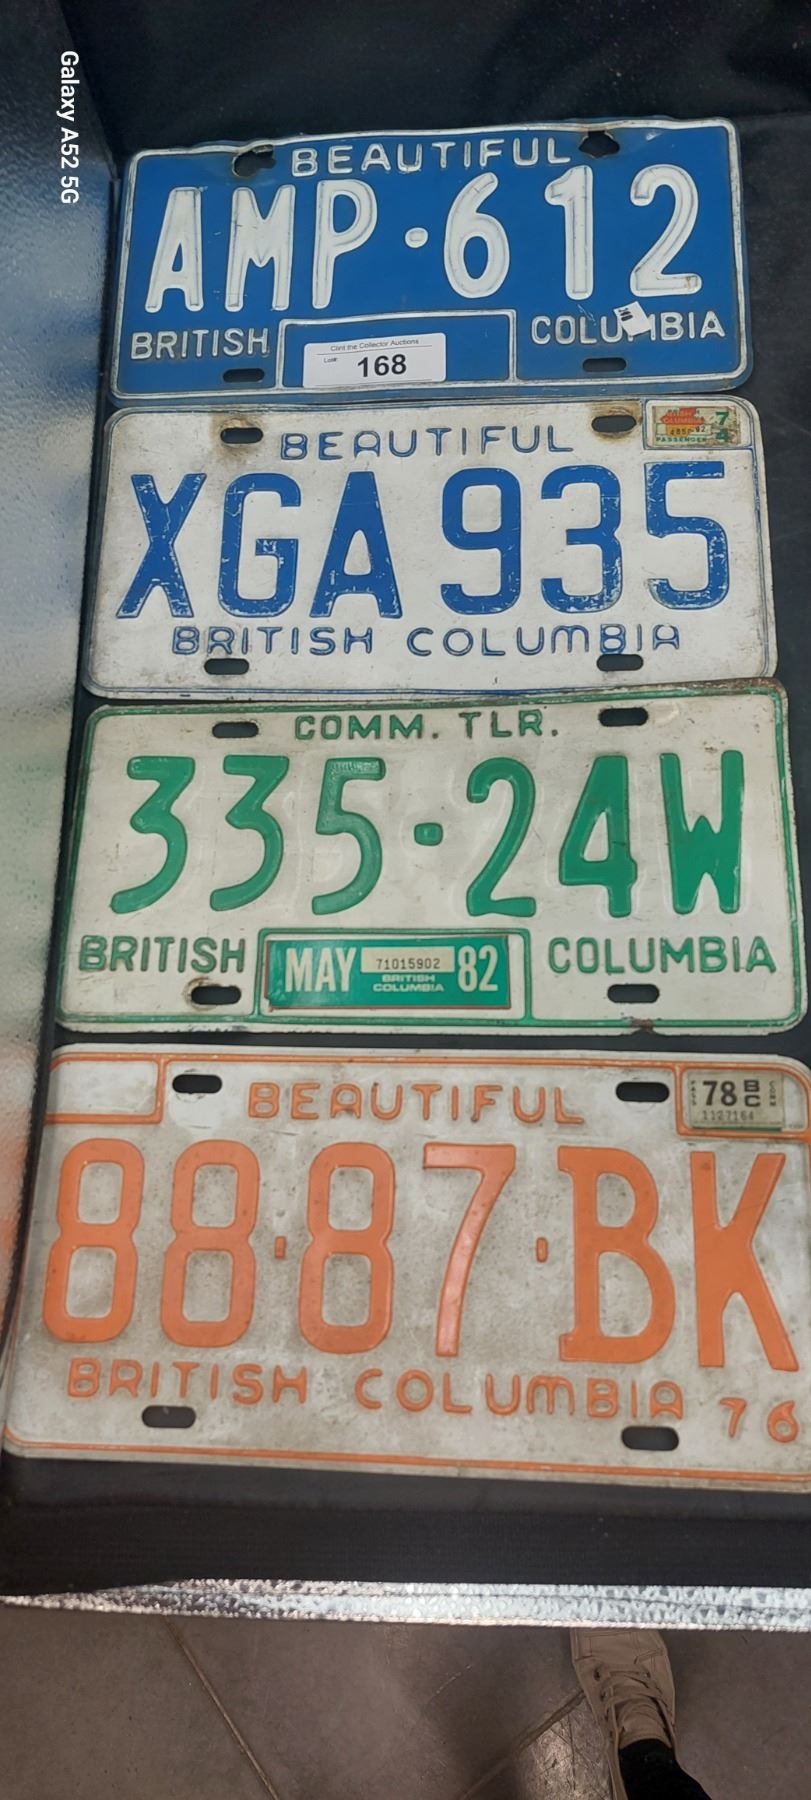 Galaxy A52 5G
BEAUTIFUL
AMP·612
BRITISH COLUMBIA
Clint the Collector Auctions
Lot#: 168
BEAUTIFUL
74
COLUMBIA
PASSENGER
XGA 935
BRITISH COLUMBIA
COMM. TLR.
335·24W
BRITISH COLUMBIA
MAY 71015902 82
BRITISH
COLUMBIA
BEAUTIFUL
78 BC
1127164
88·87·BK
BRITISH COLUMBIA 76